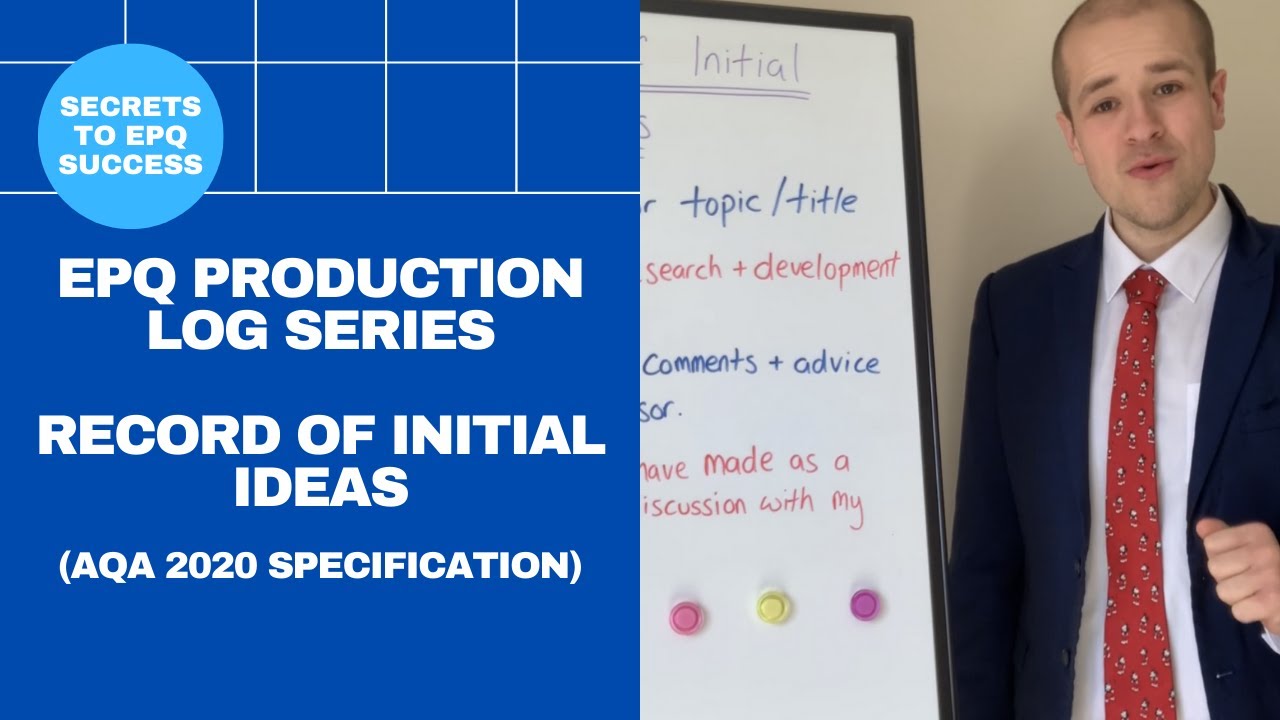 SECRETS
TO EPQ
SUCCESS
EPQ PRODUCTION
LOG SERIES
RECORD OF INITIAL
IDEAS
(AQA 2020 SPECIFICATION)
Initial
topic/title
search + development
comments + advice
sor.
have made as a
iscussion with my